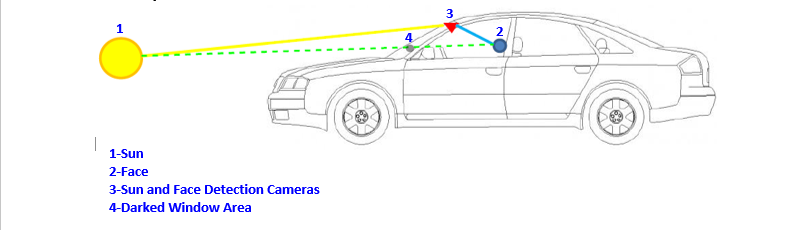 1
3
2
4
1-Sun
2-Face
3-Sun and Face Detection Cameras
4-Darked Window Area